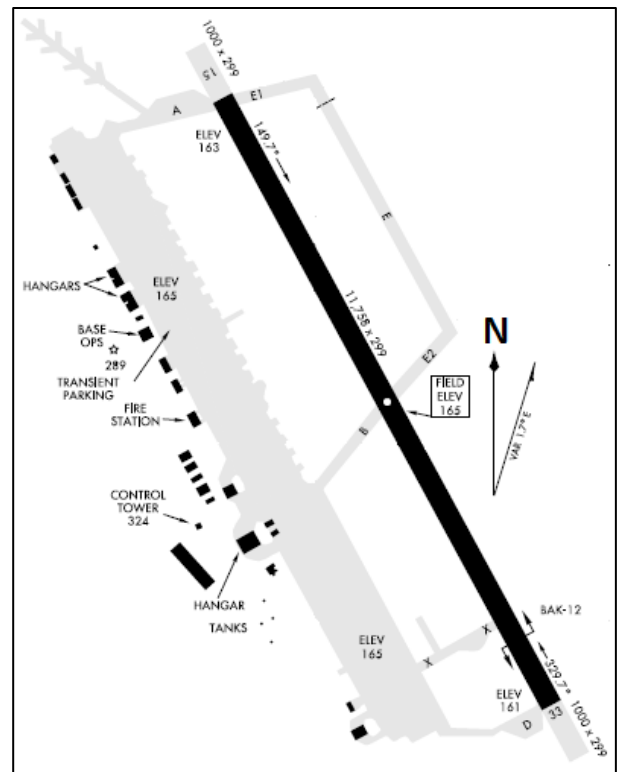 1000 x 299
15
E1
A
ELEV
163
149.7°
E
ELEV
165
HANGARS
11,758 x 299
BASE
OPS
289
TRANSIENT
PARKING
FIRE
STATION
N
E2
FIELD
ELEV
165
VAR 1.7° E
B
CONTROL
TOWER
324
HANGAR
TANKS
BAK-12
X
X
ELEV
165
329.7°
ELEV
161
33
1000 x 299
D